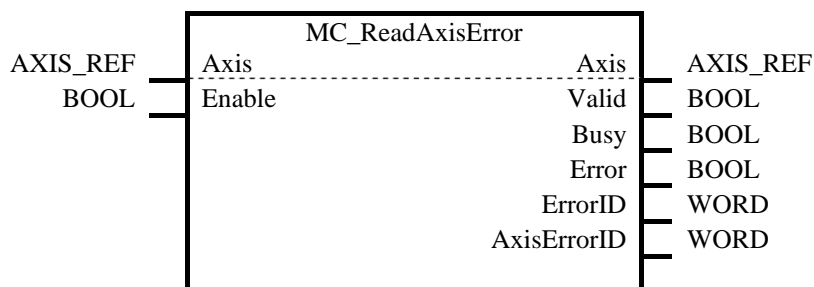 MC_ReadAxisError
AXIS_REF Axis Axis AXIS_REF
BOOL Enable Valid BOOL
Busy BOOL
Error BOOL
ErrorID WORD
AxisErrorID WORD